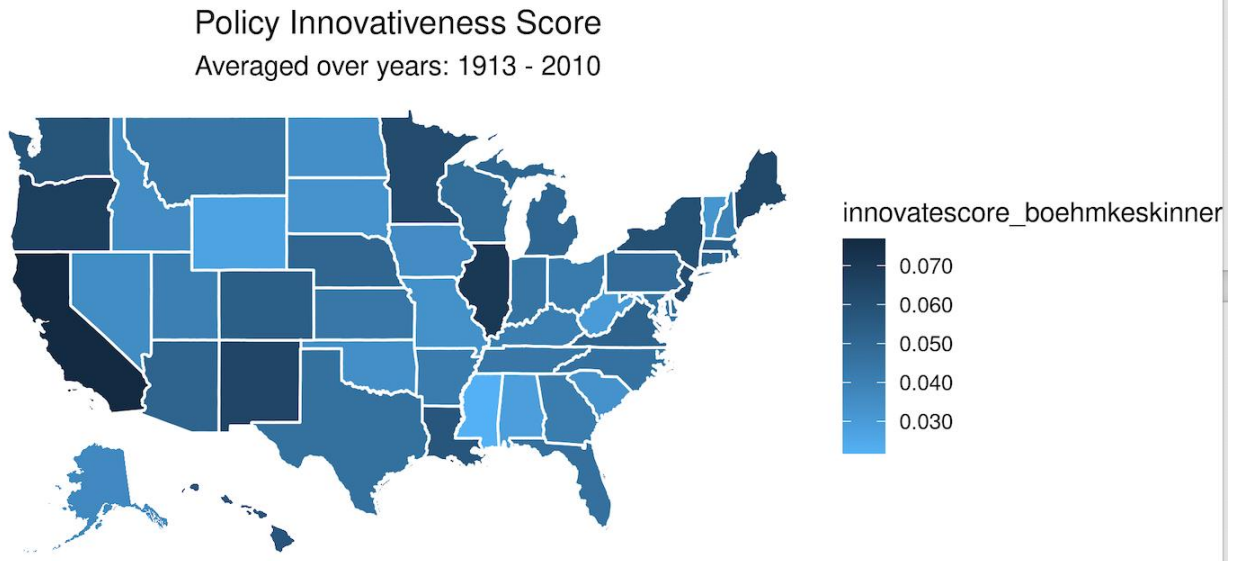 Policy Innovativeness Score
Averaged over years: 1913 - 2010
innovatescore_boehmkeskinner
0.070
0.060
0.050
0.040
0.030